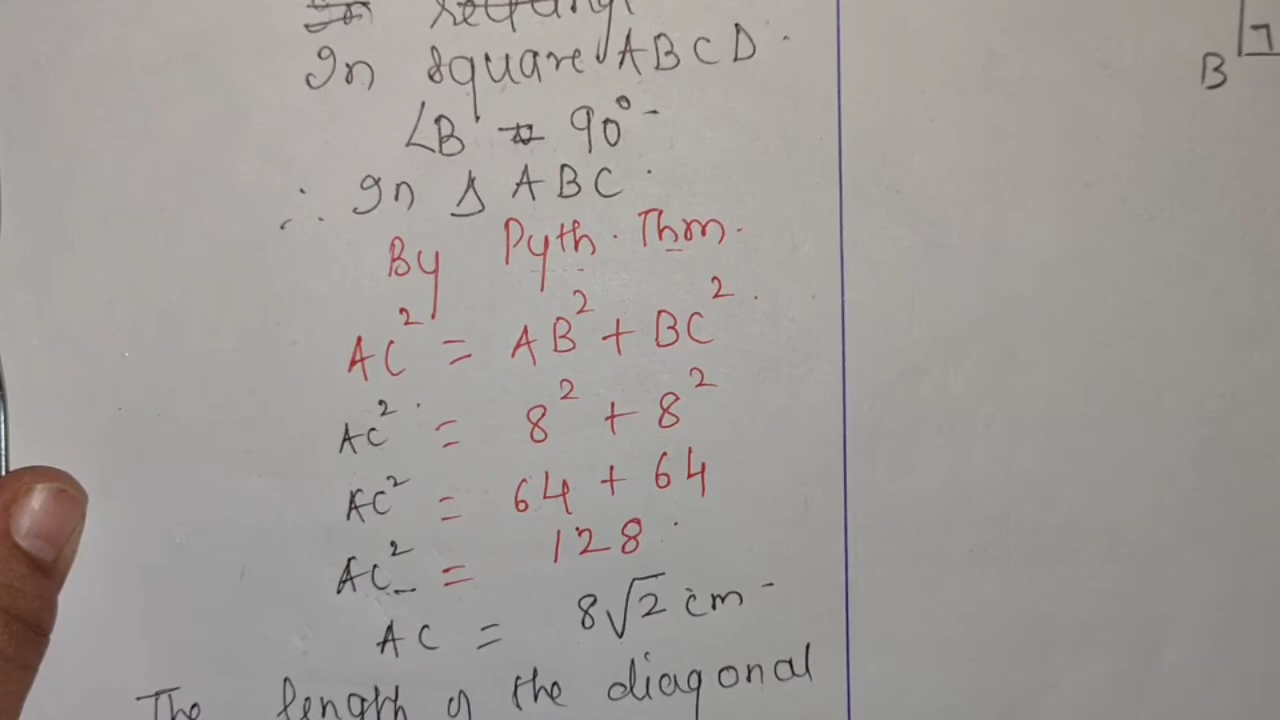 In square ABCD.
∠B = 90°
∴ In Δ ABC.
By Pyth. Thm.
AC² = AB² + BC².
AC² = 8² + 8²
AC² = 64 + 64
AC² = 128.
AC = 8√2 cm
The length of the diagonal
B